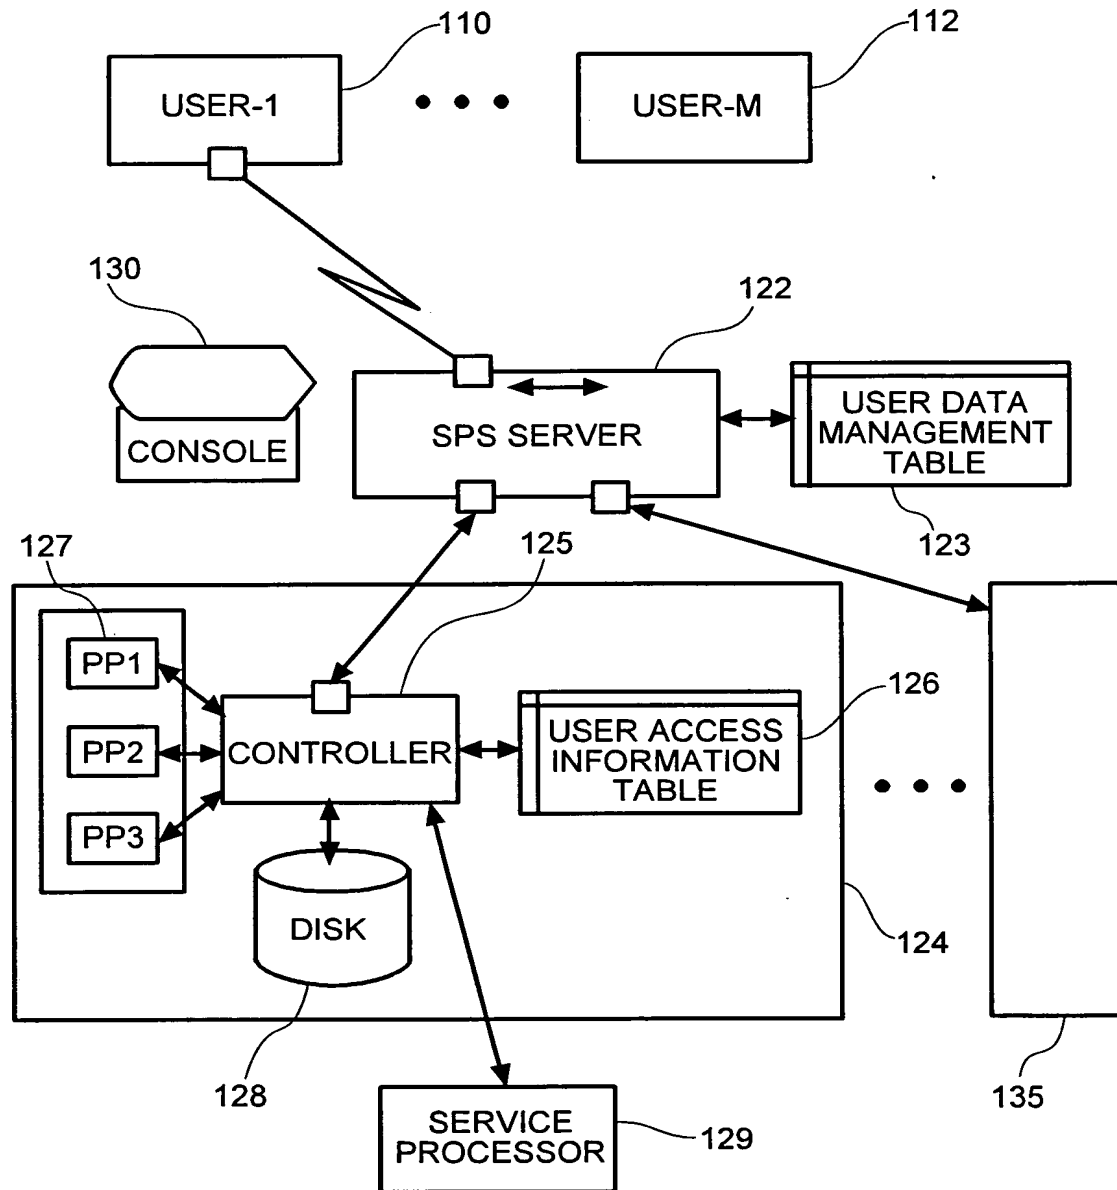 110
112
USER-1
USER-M
130
122
CONSOLE
SPS SERVER
USER DATA
MANAGEMENT
TABLE
123
127
125
PP1
PP2
PP3
CONTROLLER
126
USER ACCESS
INFORMATION
TABLE
DISK
124
128
135
SERVICE
PROCESSOR
129